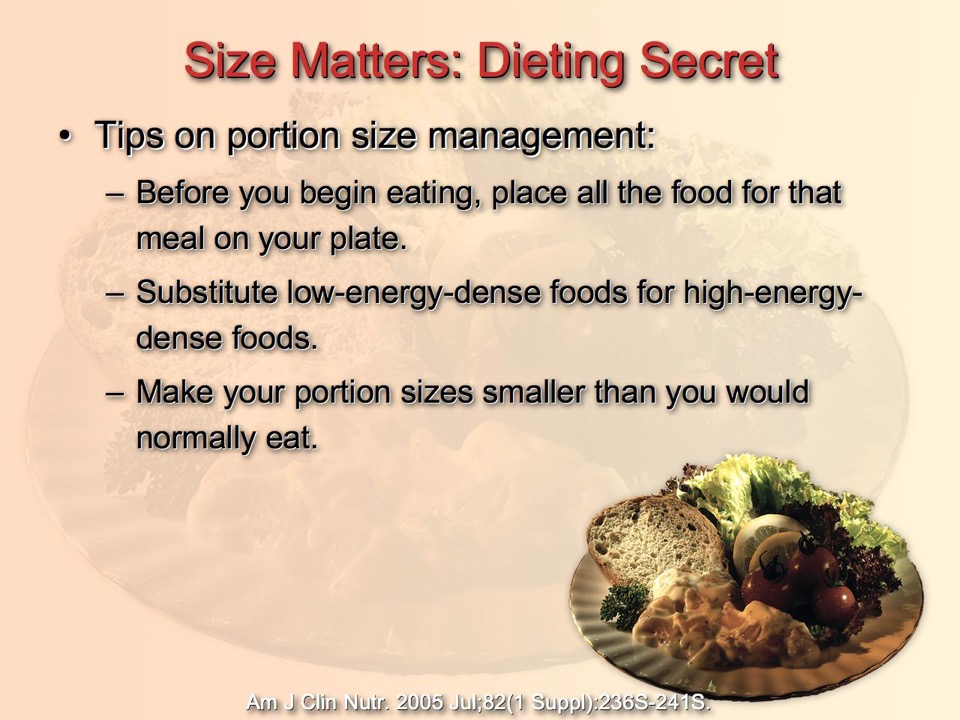 Size Matters: Dieting Secret
• Tips on portion size management:
– Before you begin eating, place all the food for that
meal on your plate.
– Substitute low-energy-dense foods for high-energy-
dense foods.
– Make your portion sizes smaller than you would
normally eat.
Am J Clin Nutr. 2005 Jul;82(1 Suppl):236S-241S.